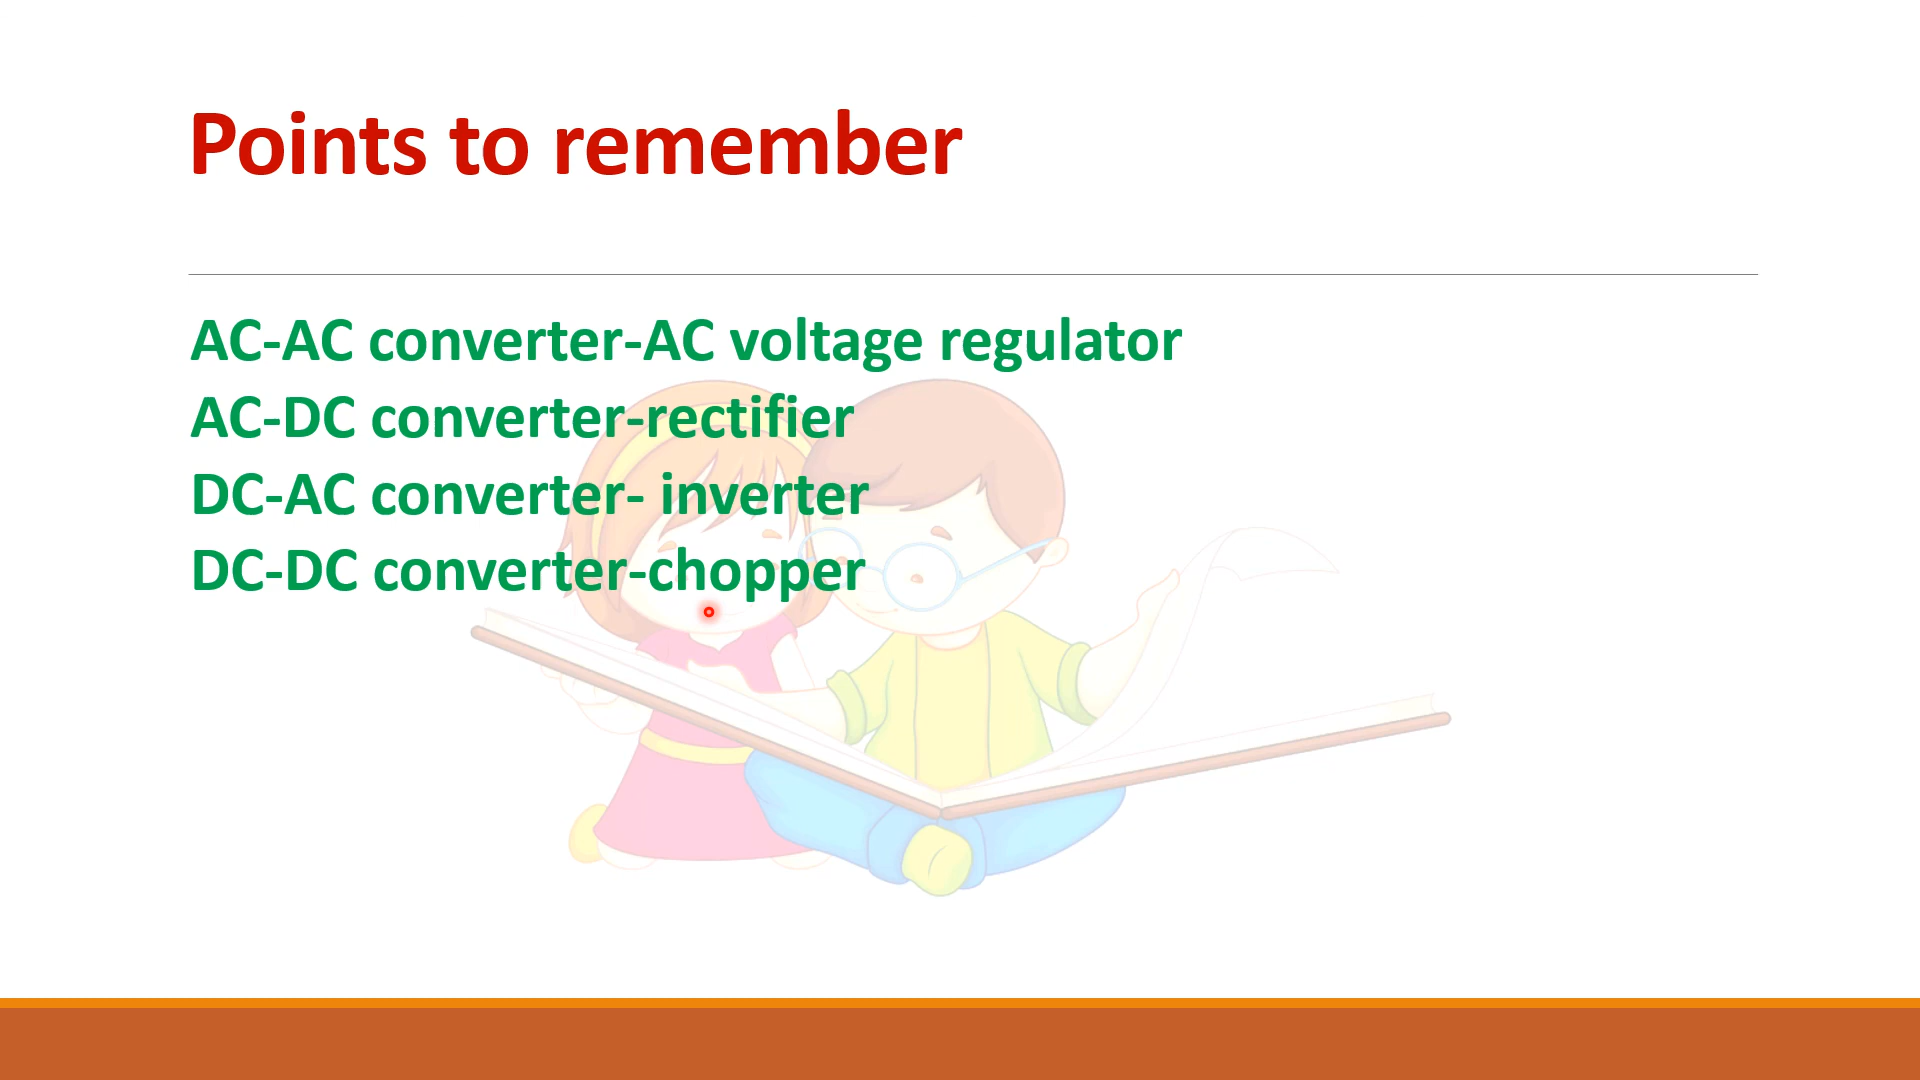 Points to remember
AC-AC converter-AC voltage regulator
AC-DC converter-rectifier
DC-AC converter- inverter
DC-DC converter-chopper